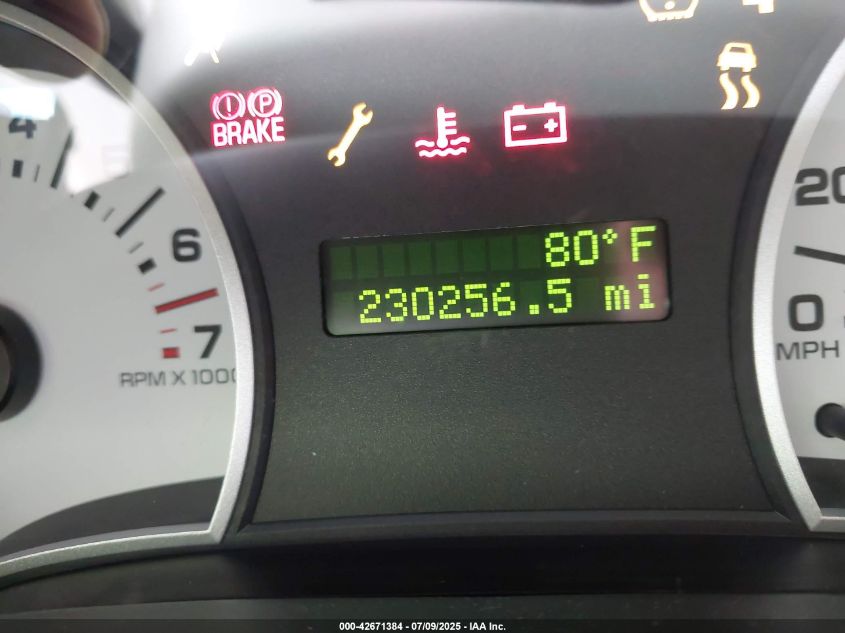 BRAKE
4
6
7
RPM X 1000
80°F
230256.5 mi
20
0
MPH
000-42671384 - 07/09/2025 - IAA Inc.